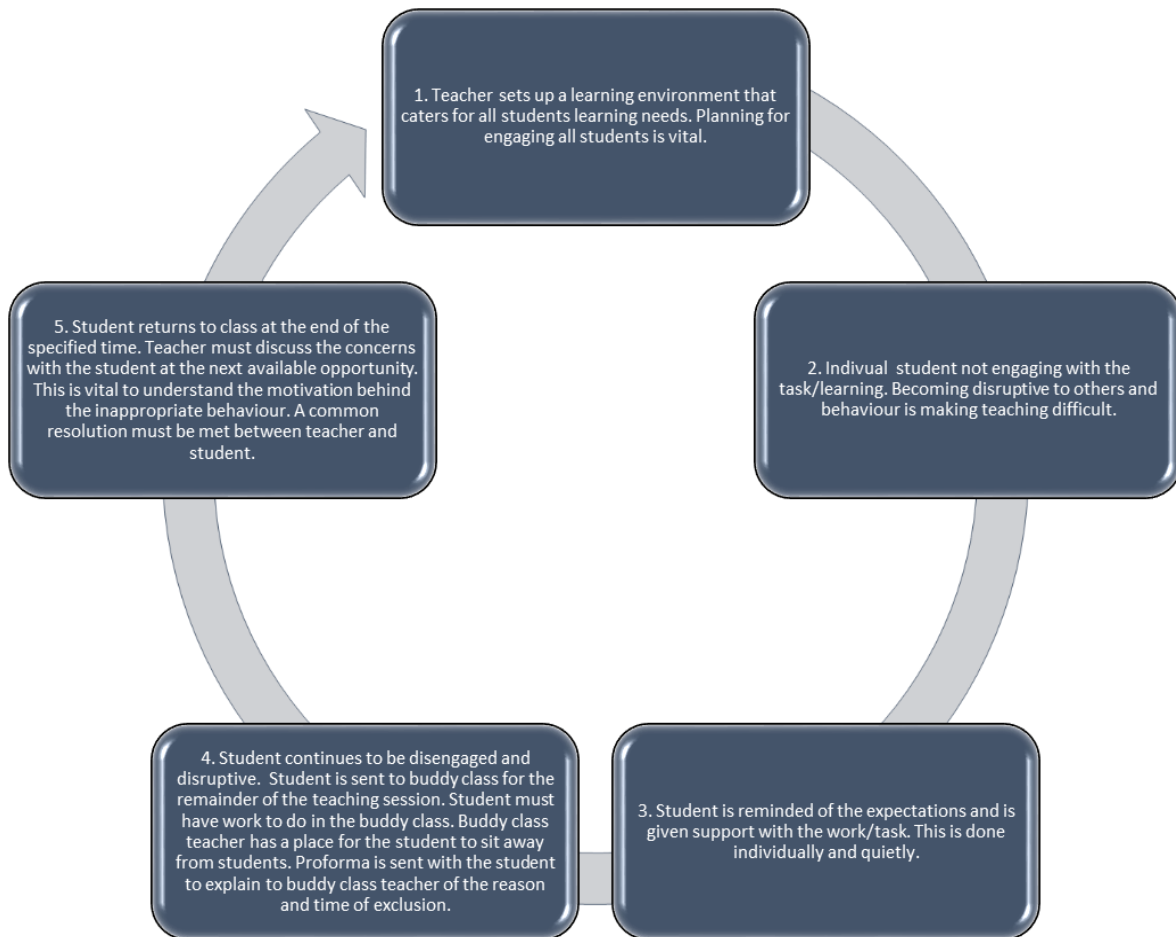 1. Teacher sets up a learning environment that
caters for all students learning needs. Planning for
engaging all students is vital.
2. Indivual student not engaging with the
task/learning. Becoming disruptive to others and
behaviour is making teaching difficult.
3. Student is reminded of the expectations and is
given support with the work/task. This is done
individually and quietly.
4. Student continues to be disengaged and
disruptive. Student is sent to buddy class for the
remainder of the teaching session. Student must
have work to do in the buddy class. Buddy class
teacher has a place for the student to sit away
from students. Proforma is sent with the student
to explain to buddy class teacher of the reason
and time of exclusion.
5. Student returns to class at the end of the
specified time. Teacher must discuss the concerns
with the student at the next available opportunity.
This is vital to understand the motivation behind
the inappropriate behaviour. A common
resolution must be met between teacher and
student.